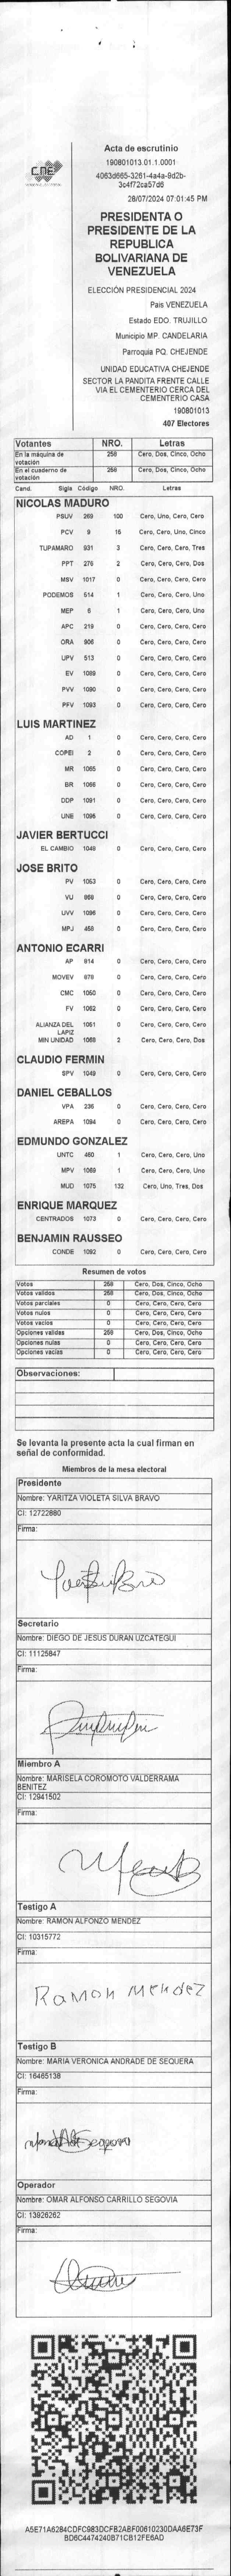 CNE
Acta de escrutinio
190801013.01.1.0001
4063d665-3261-4a4a-9d2b-
3c4f72ca57d6
28/07/2024 07:01:45 PM
PRESIDENTA O
PRESIDENTE DE LA
REPUBLICA
BOLIVARIANA DE
VENEZUELA
ELECCIÓN PRESIDENCIAL 2024
Pais VENEZUELA
Estado EDO. TRUJILLO
Municipio MP. CANDELARIA
Parroquia PQ. CHEJENDE
UNIDAD EDUCATIVA CHEJENDE
SECTOR LA PANDITA FRENTE CALLE
VIA EL CEMENTERIO CERCA DEL
CEMENTERIO CASA
190801013
407 Electores
Votantes NRO. Letras
En la máquina de votación 258 Cero, Dos, Cinco, Ocho
En el cuaderno de votación 258 Cero, Dos, Cinco, Ocho
Cand. Sigla Código NRO. Letras
NICOLAS MADURO
PSUV 269 100 Cero, Uno, Cero, Cero
PCV 9 15 Cero, Cero, Uno, Cinco
TUPAMARO 931 3 Cero, Cero, Cero, Tres
PPT 276 2 Cero, Cero, Cero, Dos
MSV 1017 0 Cero, Cero, Cero, Cero
PODEMOS 514 1 Cero, Cero, Cero, Uno
MEP 6 1 Cero, Cero, Cero, Uno
APC 219 0 Cero, Cero, Cero, Cero
ORA 906 0 Cero, Cero, Cero, Cero
UPV 513 0 Cero, Cero, Cero, Cero
EV 1089 0 Cero, Cero, Cero, Cero
PVV 1090 0 Cero, Cero, Cero, Cero
PFV 1093 0 Cero, Cero, Cero, Cero
LUIS MARTINEZ
AD 1 0 Cero, Cero, Cero, Cero
COPEI 2 0 Cero, Cero, Cero, Cero
MR 1065 0 Cero, Cero, Cero, Cero
BR 1066 0 Cero, Cero, Cero, Cero
DDP 1091 0 Cero, Cero, Cero, Cero
UNE 1095 0 Cero, Cero, Cero, Cero
JAVIER BERTUCCI
EL CAMBIO 1048 0 Cero, Cero, Cero, Cero
JOSE BRITO
PV 1053 0 Cero, Cero, Cero, Cero
VU 868 0 Cero, Cero, Cero, Cero
UVV 1096 0 Cero, Cero, Cero, Cero
MPJ 458 0 Cero, Cero, Cero, Cero
ANTONIO ECARRI
AP 914 0 Cero, Cero, Cero, Cero
MOVEV 979 0 Cero, Cero, Cero, Cero
CMC 1050 0 Cero, Cero, Cero, Cero
FV 1062 0 Cero, Cero, Cero, Cero
ALIANZA DEL LAPIZ 1051 0 Cero, Cero, Cero, Cero
MIN UNIDAD 1068 2 Cero, Cero, Cero, Dos
CLAUDIO FERMIN
SPV 1049 0 Cero, Cero, Cero, Cero
DANIEL CEBALLOS
VPA 236 0 Cero, Cero, Cero, Cero
AREPA 1094 0 Cero, Cero, Cero, Cero
EDMUNDO GONZALEZ
UNTC 460 1 Cero, Cero, Cero, Uno
MPV 1069 1 Cero, Cero, Cero, Uno
MUD 1075 132 Cero, Uno, Tres, Dos
ENRIQUE MARQUEZ
CENTRADOS 1073 0 Cero, Cero, Cero, Cero
BENJAMIN RAUSSEO
CONDE 1092 0 Cero, Cero, Cero, Cero
Resumen de votos
Votos 258 Cero, Dos, Cinco, Ocho
Votos validos 258 Cero, Dos, Cinco, Ocho
Votos parciales 0 Cero, Cero, Cero, Cero
Votos nulos 0 Cero, Cero, Cero, Cero
Votos vacios 0 Cero, Cero, Cero, Cero
Opciones validas 258 Cero, Dos, Cinco, Ocho
Opciones nulas 0 Cero, Cero, Cero, Cero
Opciones vacias 0 Cero, Cero, Cero, Cero
Observaciones:
Se levanta la presente acta la cual firman en
señal de conformidad.
Miembros de la mesa electoral
Presidente
Nombre: YARITZA VIOLETA SILVA BRAVO
CI: 12722880
Firma:
Secretario
Nombre: DIEGO DE JESUS DURAN UZCATEGUI
CI: 11125847
Firma:
Miembro A
Nombre: MARISELA COROMOTO VALDERRAMA
BENITEZ
CI: 12941502
Firma:
Testigo A
Nombre: RAMON ALFONZO MENDEZ
CI: 10315772
Firma:
Ramon Mendez
Testigo B
Nombre: MARIA VERONICA ANDRADE DE SEQUERA
CI: 16465138
Firma:
Operador
Nombre: OMAR ALFONSO CARRILLO SEGOVIA
CI: 13926262
Firma:
A5E71A6284CDFC983DCFB2ABF00610230DAA6E73F
BD6C4474240B71CB12FE6AD